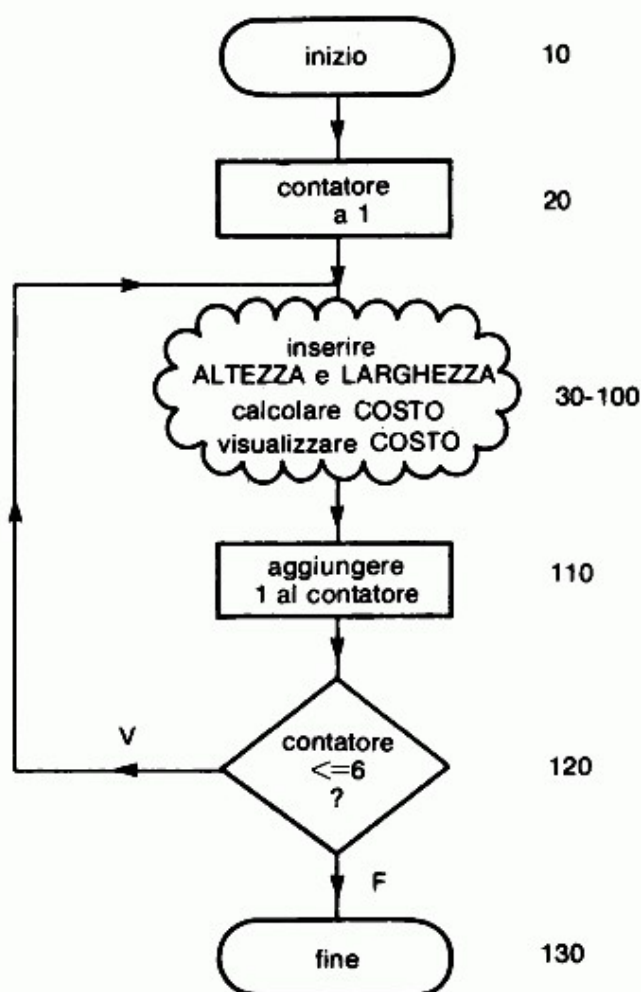 inizio 10
contatore
a 1 20
inserire
ALTEZZA e LARGHEZZA
calcolare COSTO 30-100
visualizzare COSTO
aggiungere
1 al contatore 110
V
contatore
<=6 120
?
F
fine 130